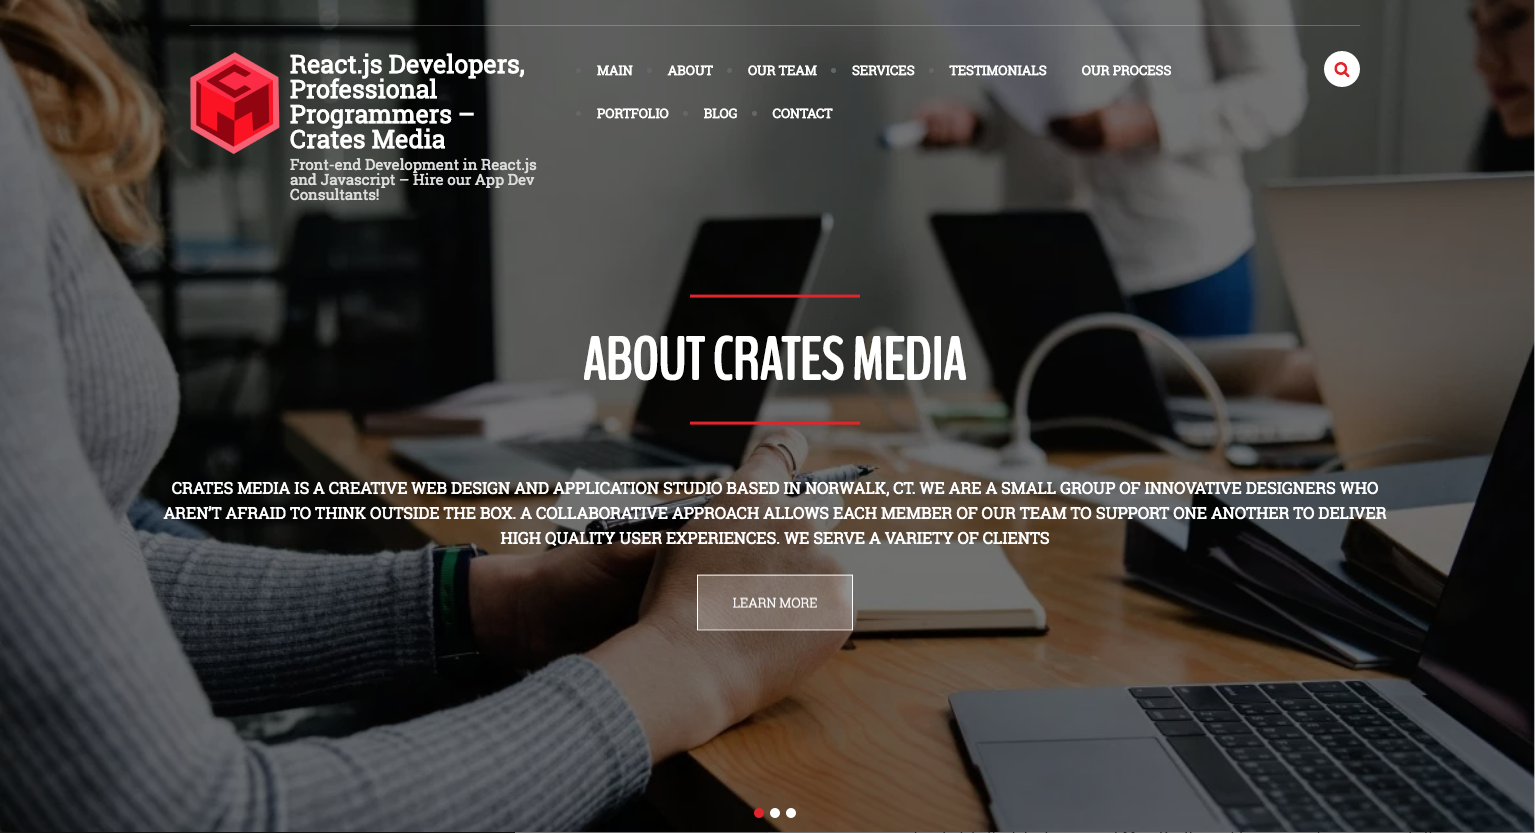 React.js Developers,
Professional
Programmers –
Crates Media
Front-end Development in React.js
and Javascript – Hire our App Dev
Consultants!
MAIN ABOUT OUR TEAM SERVICES TESTIMONIALS OUR PROCESS
PORTFOLIO BLOG CONTACT
ABOUT CRATES MEDIA
CRATES MEDIA IS A CREATIVE WEB DESIGN AND APPLICATION STUDIO BASED IN NORWALK, CT. WE ARE A SMALL GROUP OF INNOVATIVE DESIGNERS WHO
AREN'T AFRAID TO THINK OUTSIDE THE BOX. A COLLABORATIVE APPROACH ALLOWS EACH MEMBER OF OUR TEAM TO SUPPORT ONE ANOTHER TO DELIVER
HIGH QUALITY USER EXPERIENCES. WE SERVE A VARIETY OF CLIENTS
LEARN MORE